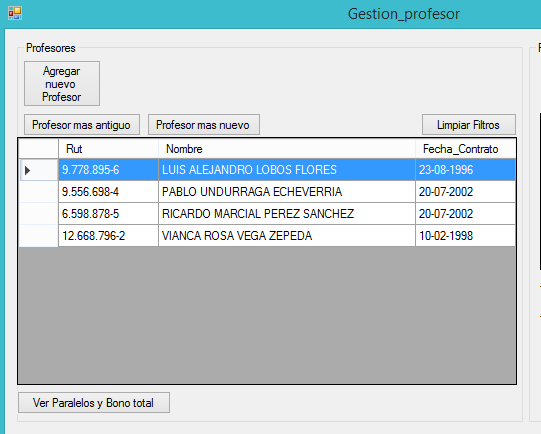 Gestion_profesor
Profesores
Agregar
nuevo
Profesor
Profesor mas antiguo Profesor mas nuevo Limpiar Filtros
Rut Nombre Fecha_Contrato
9.778.895-6 LUIS ALEJANDRO LOBOS FLORES 23-08-1996
9.556.698-4 PABLO UNDURRAGA ECHEVERRIA 20-07-2002
6.598.878-5 RICARDO MARCIAL PEREZ SANCHEZ 20-07-2002
12.668.796-2 VIANCA ROSA VEGA ZEPEDA 10-02-1998
Ver Paralelos y Bono total